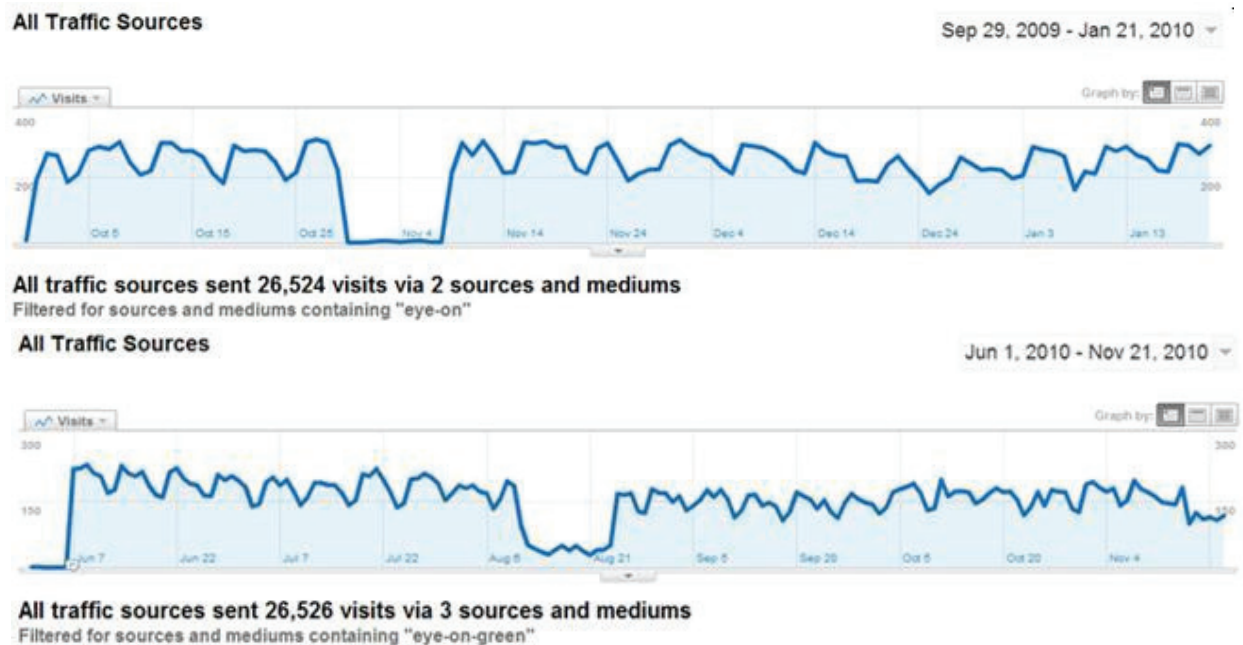 All Traffic Sources
Sep 29, 2009 - Jan 21, 2010
Visits
Graph by:
400 400
200 200
Oct 5 Oct 15 Oct 25 Nov 4 Nov 14 Nov 24 Dec 4 Dec 14 Dec 24 Jan 3 Jan 13
All traffic sources sent 26,524 visits via 2 sources and mediums
Filtered for sources and mediums containing "eye-on"
All Traffic Sources
Jun 1, 2010 - Nov 21, 2010
Visits
Graph by:
300 300
150 150
Jun 7 Jun 22 Jul 7 Jul 22 Aug 6 Aug 21 Sep 5 Sep 20 Oct 5 Oct 20 Nov 4
All traffic sources sent 26,526 visits via 3 sources and mediums
Filtered for sources and mediums containing "eye-on-green"